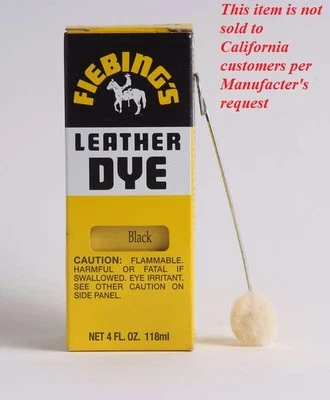 This item is not
sold to
California
customers per
Manufacter's
request
FIEBING'S
LEATHER
DYE
Black
CAUTION: FLAMMABLE.
HARMFUL OR FATAL IF
SWALLOWED. EYE IRRITANT.
SEE OTHER CAUTION ON
SIDE PANEL.
NET 4 FL. OZ. 118ml